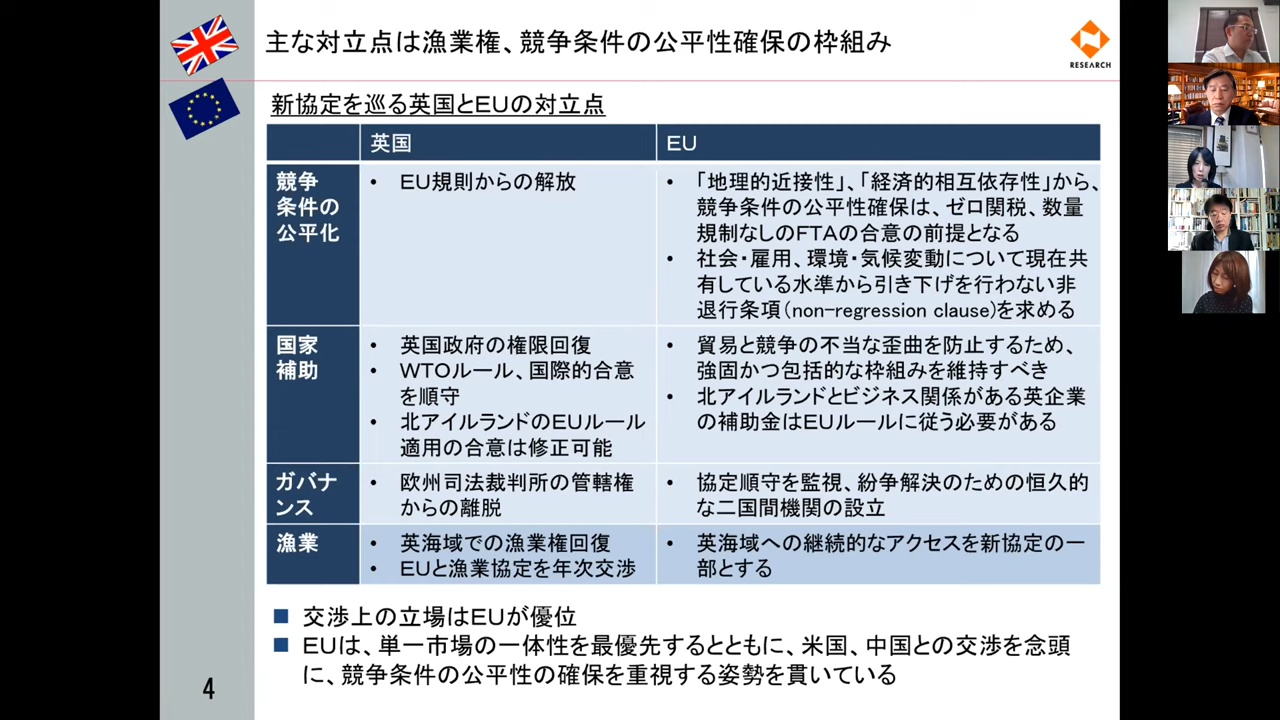 主な対立点は漁業権、競争条件の公平性確保の枠組み
RESEARCH
新協定を巡る英国とEUの対立点
英国
EU
競争
条件の
公平化
• EU規則からの解放
• 「地理的近接性」、「経済的相互依存性」から、
競争条件の公平性確保は、ゼロ関税、数量
規制なしのFTAの合意の前提となる
• 社会・雇用、環境・気候変動について現在共
有している水準から引き下げを行わない非
退行条項(non-regression clause)を求める
国家
補助
• 英国政府の権限回復
• WTOルール、国際的合意
を順守
• 北アイルランドのEUルール
適用の合意は修正可能
• 貿易と競争の不当な歪曲を防止するため、
強固かつ包括的な枠組みを維持すべき
• 北アイルランドとビジネス関係がある英企業
の補助金はEUルールに従う必要がある
ガバナ
ンス
• 欧州司法裁判所の管轄権
からの離脱
• 協定順守を監視、紛争解決のための恒久的
な二国間機関の設立
漁業
• 英海域での漁業権回復
• EUと漁業協定を年次交渉
• 英海域への継続的なアクセスを新協定の一
部とする
■ 交渉上の立場はEUが優位
■ EUは、単一市場の一体性を最優先するとともに、米国、中国との交渉を念頭
に、競争条件の公平性の確保を重視する姿勢を貫いている
4